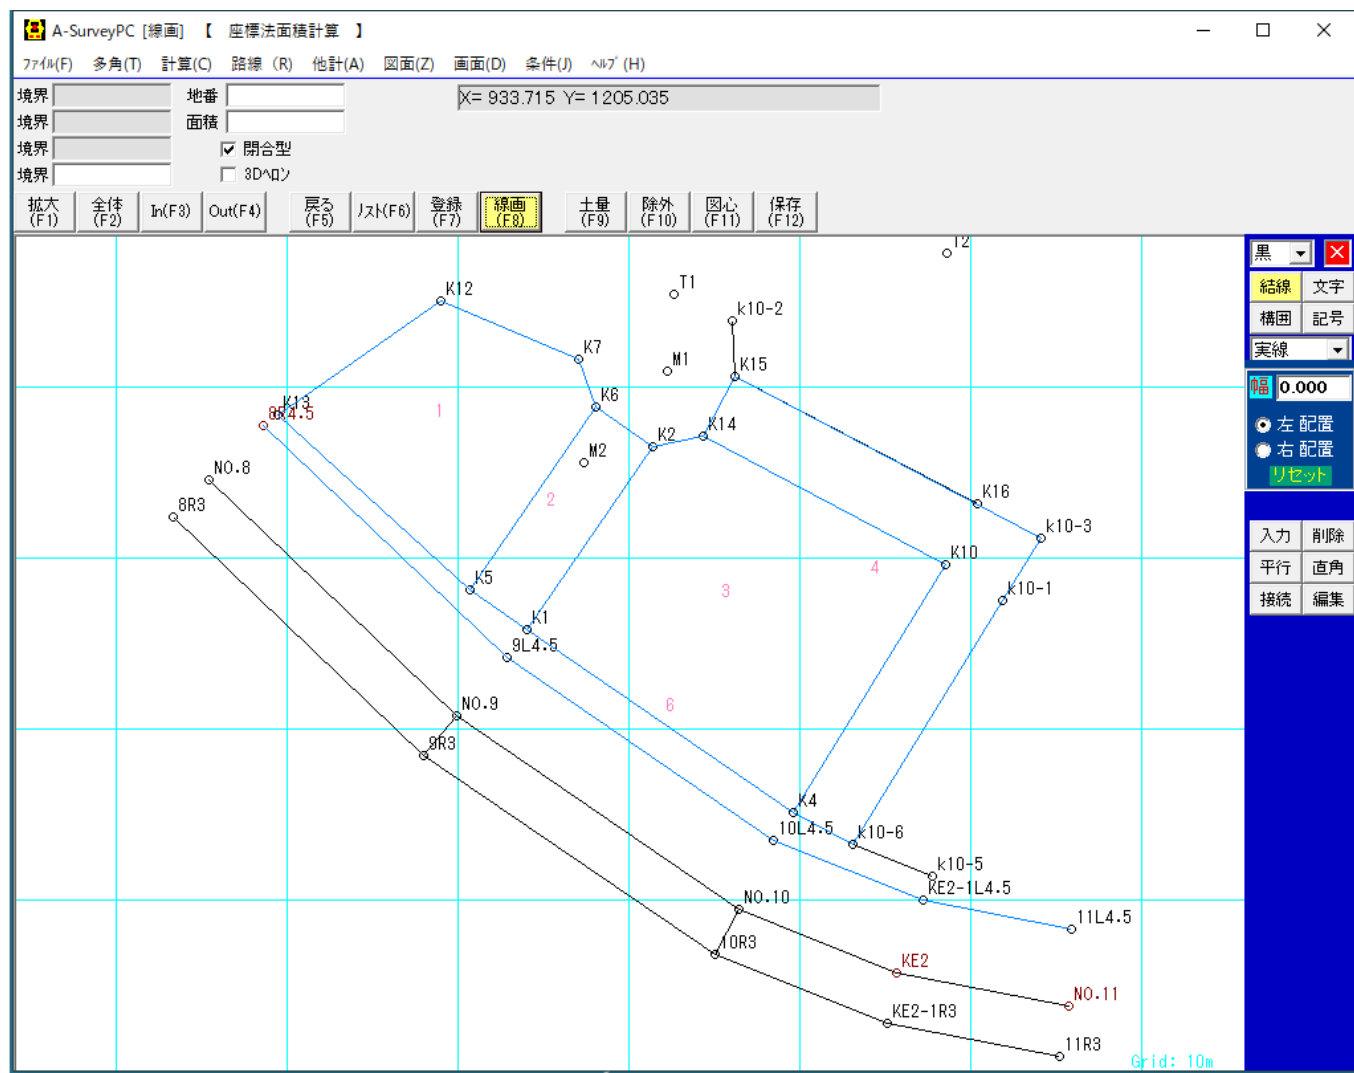 A-SurveyPC [線画] 【 座標法面積計算 】
ﾌｧｲﾙ(F) 多角(T) 計算(C) 路線 (R) 他計(A) 図面(Z) 画面(D) 条件(J) ﾍﾙﾌﾟ(H)
境界 地番 X= 933.715 Y= 1205.035
境界 面積
境界 閉合型
境界 3Dﾍﾛﾝ
拡大(F1) 全体(F2) In(F3) Out(F4) 戻る(F5) ﾉｽﾄ(F6) 登録(F7) 線画(F8) 土量(F9) 除外(F10) 図心(F11) 保存(F12)
黒
結線 文字
構囲 記号
実線
幅 0.000
左 配置
右 配置
リセット
入力 削除
平行 直角
接続 編集
T2
T1
K12
k10-2
K7
M1
K15
K6
K13
8R4.5
1
K14
K2
M2
NO.8
2
K16
8R3
k10-3
K10
4
K5
3
k10-1
K1
9L4.5
6
NO.9
9R3
K4
10L4.5
k10-6
k10-5
KE2-1L4.5
NO.10
11L4.5
10R3
KE2
NO.11
KE2-1R3
11R3
Grid: 10m